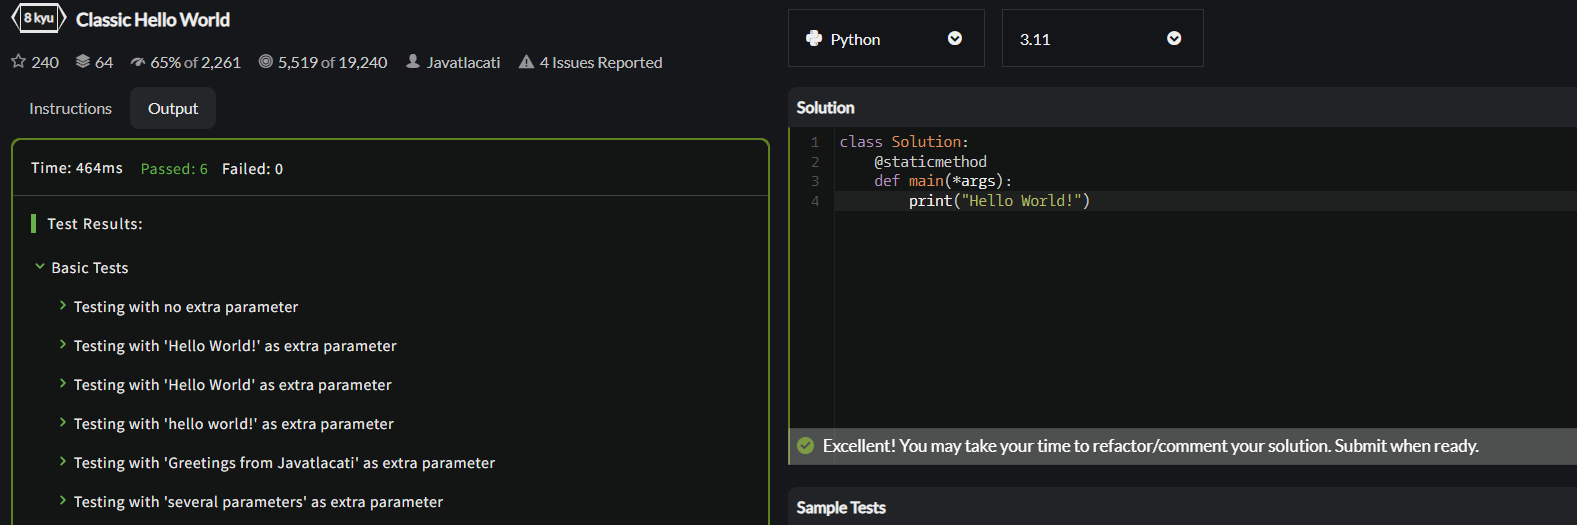 8 kyu Classic Hello World
240 64 65% of 2,261 5,519 of 19,240 Javatlacati 4 Issues Reported
Instructions Output
Time: 464ms Passed: 6 Failed: 0
Test Results:
Basic Tests
Testing with no extra parameter
Testing with 'Hello World!' as extra parameter
Testing with 'Hello World' as extra parameter
Testing with 'hello world!' as extra parameter
Testing with 'Greetings from Javatlacati' as extra parameter
Testing with 'several parameters' as extra parameter
Python 3.11
Solution
1 class Solution:
2     @staticmethod
3     def main(*args):
4         print("Hello World!")
Excellent! You may take your time to refactor/comment your solution. Submit when ready.
Sample Tests